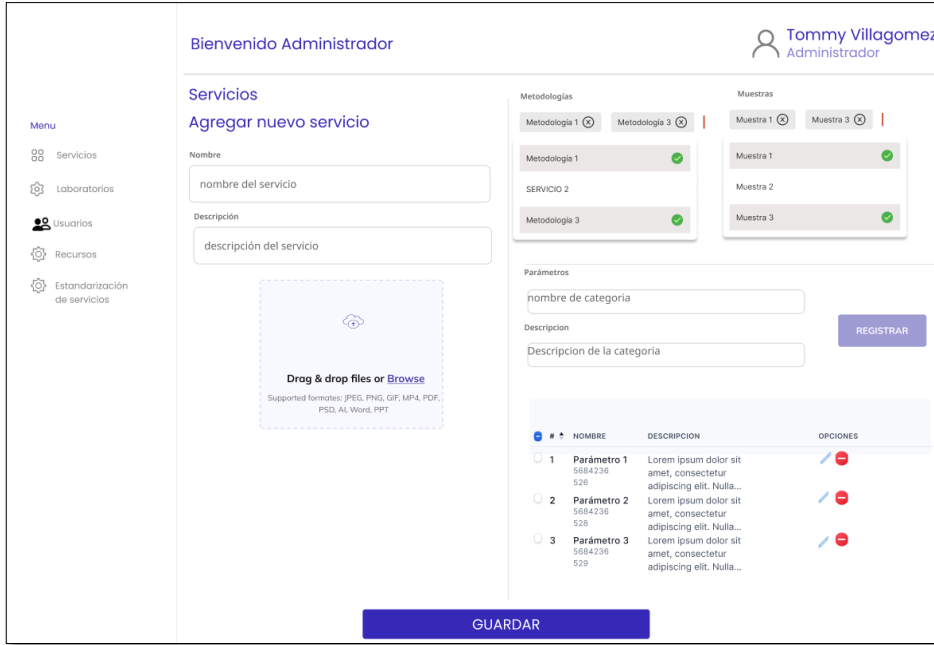 Bienvenido Administrador
Tommy Villagomez
Administrador
Menu
Servicios
Laboratorios
Usuarios
Recursos
Estandarización
de servicios
Servicios
Agregar nuevo servicio
Nombre
nombre del servicio
Descripción
descripción del servicio
Drag & drop files or Browse
Supported formates: JPEG, PNG, GIF, MP4, PDF,
PSD, AI, Word, PPT
Metodologías
Metodología 1
Metodología 3
Metodología 1
SERVICIO 2
Metodología 3
Muestras
Muestra 1
Muestra 3
Muestra 1
Muestra 2
Muestra 3
Parámetros
nombre de categoria
Descripcion
Descripcion de la categoria
REGISTRAR
# NOMBRE DESCRIPCION OPCIONES
1 Parámetro 1 Lorem ipsum dolor sit
5684236 amet, consectetur
526 adipiscing elit. Nulla...
2 Parámetro 2 Lorem ipsum dolor sit
5684236 amet, consectetur
528 adipiscing elit. Nulla...
3 Parámetro 3 Lorem ipsum dolor sit
5684236 amet, consectetur
529 adipiscing elit. Nulla...
GUARDAR